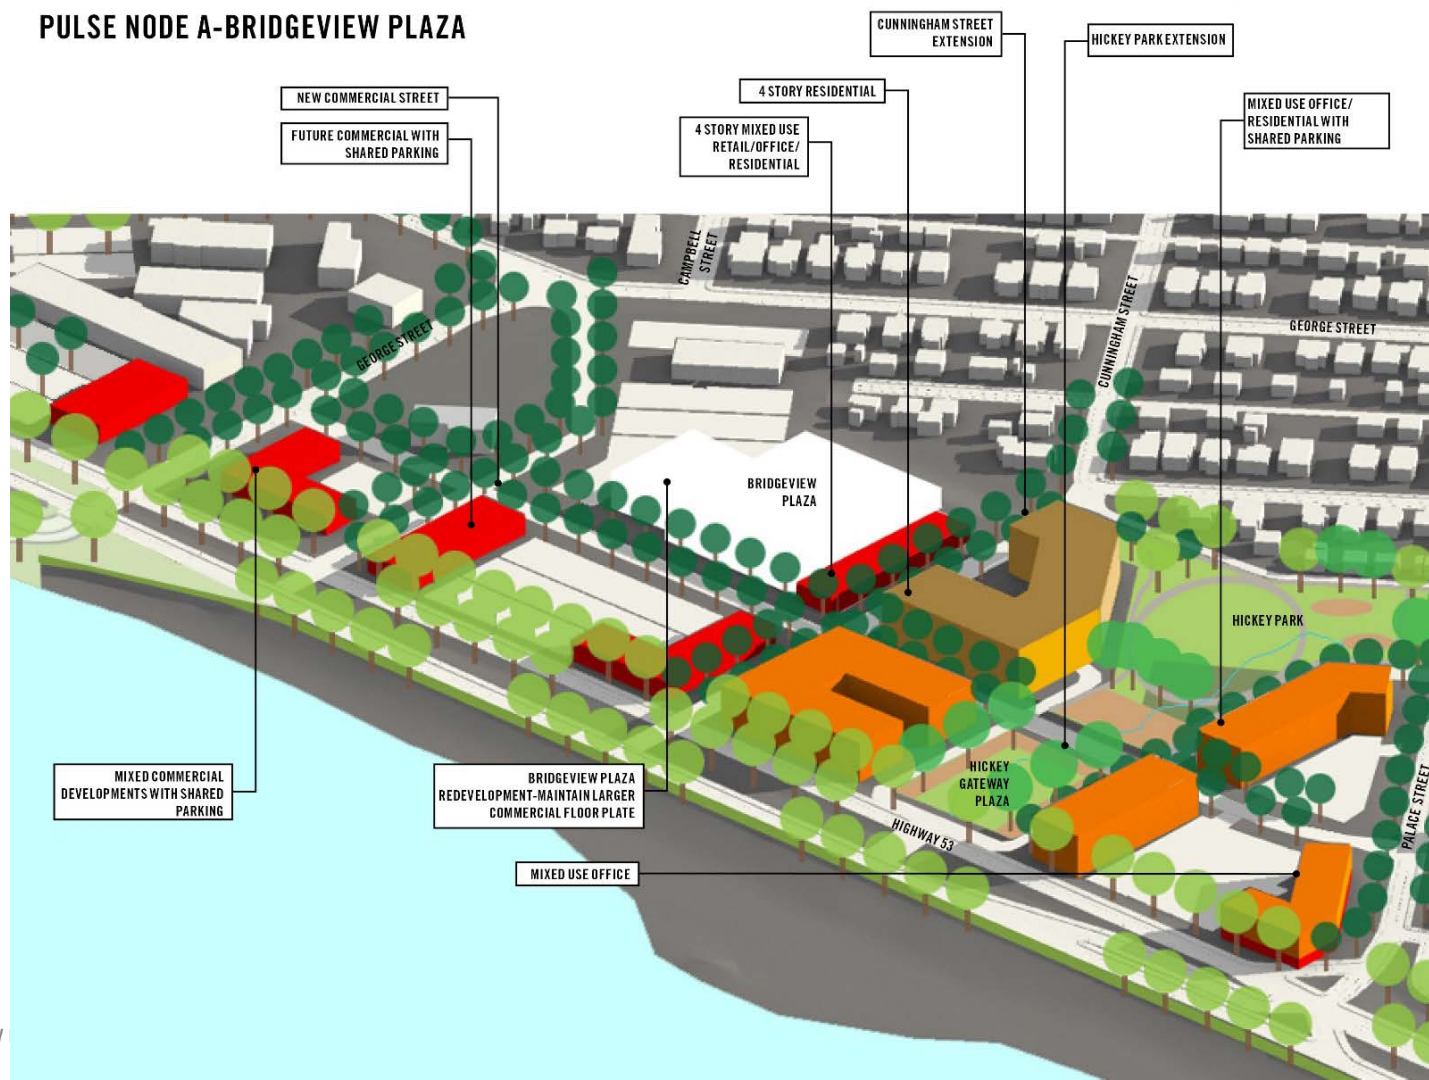 PULSE NODE A-BRIDGEVIEW PLAZA
CUNNINGHAM STREET
EXTENSION
HICKEY PARK EXTENSION
NEW COMMERCIAL STREET
4 STORY RESIDENTIAL
MIXED USE OFFICE/
RESIDENTIAL WITH
SHARED PARKING
FUTURE COMMERCIAL WITH
SHARED PARKING
4 STORY MIXED USE
RETAIL/OFFICE/
RESIDENTIAL
CAMPBELL
STREET
CUNNINGHAM STREET
GEORGE STREET
GEORGE STREET
BRIDGEVIEW
PLAZA
HICKEY PARK
HICKEY
GATEWAY
PLAZA
PALACE STREET
HIGHWAY 53
MIXED COMMERCIAL
DEVELOPMENTS WITH SHARED
PARKING
BRIDGEVIEW PLAZA
REDEVELOPMENT-MAINTAIN LARGER
COMMERCIAL FLOOR PLATE
MIXED USE OFFICE